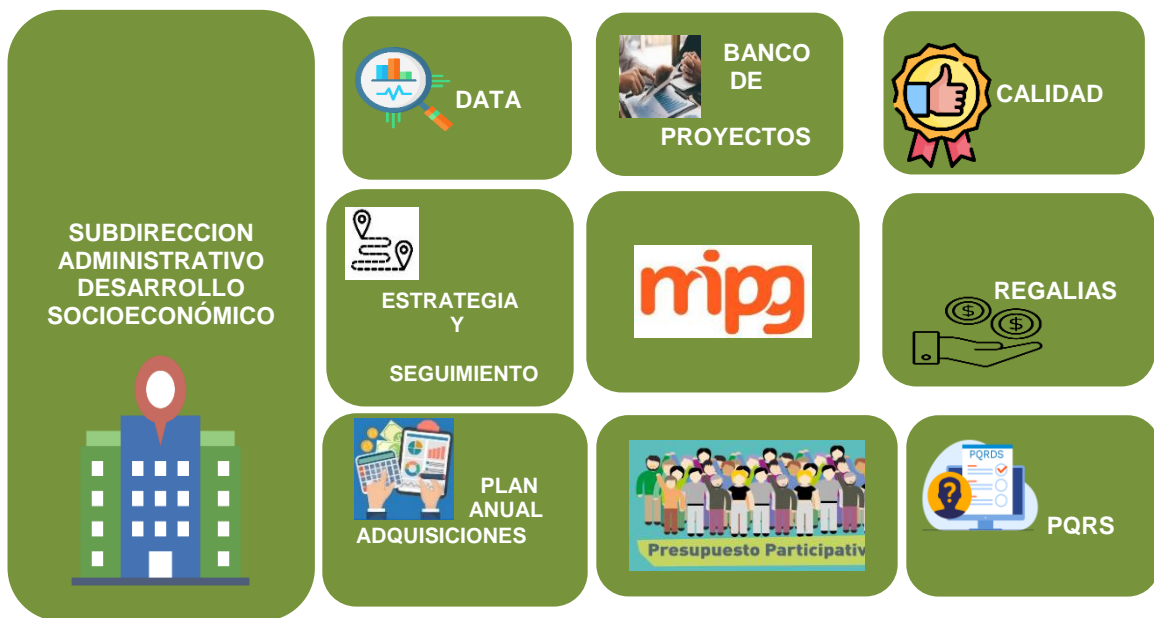 SUBDIRECCION
ADMINISTRATIVO
DESARROLLO
SOCIOECONÓMICO
DATA
BANCO
DE
PROYECTOS
CALIDAD
ESTRATEGIA
Y
SEGUIMIENTO
mipg
REGALIAS
$ $
PLAN
ANUAL
ADQUISICIONES
Presupuesto Participativ
PQRDS
?
PQRS